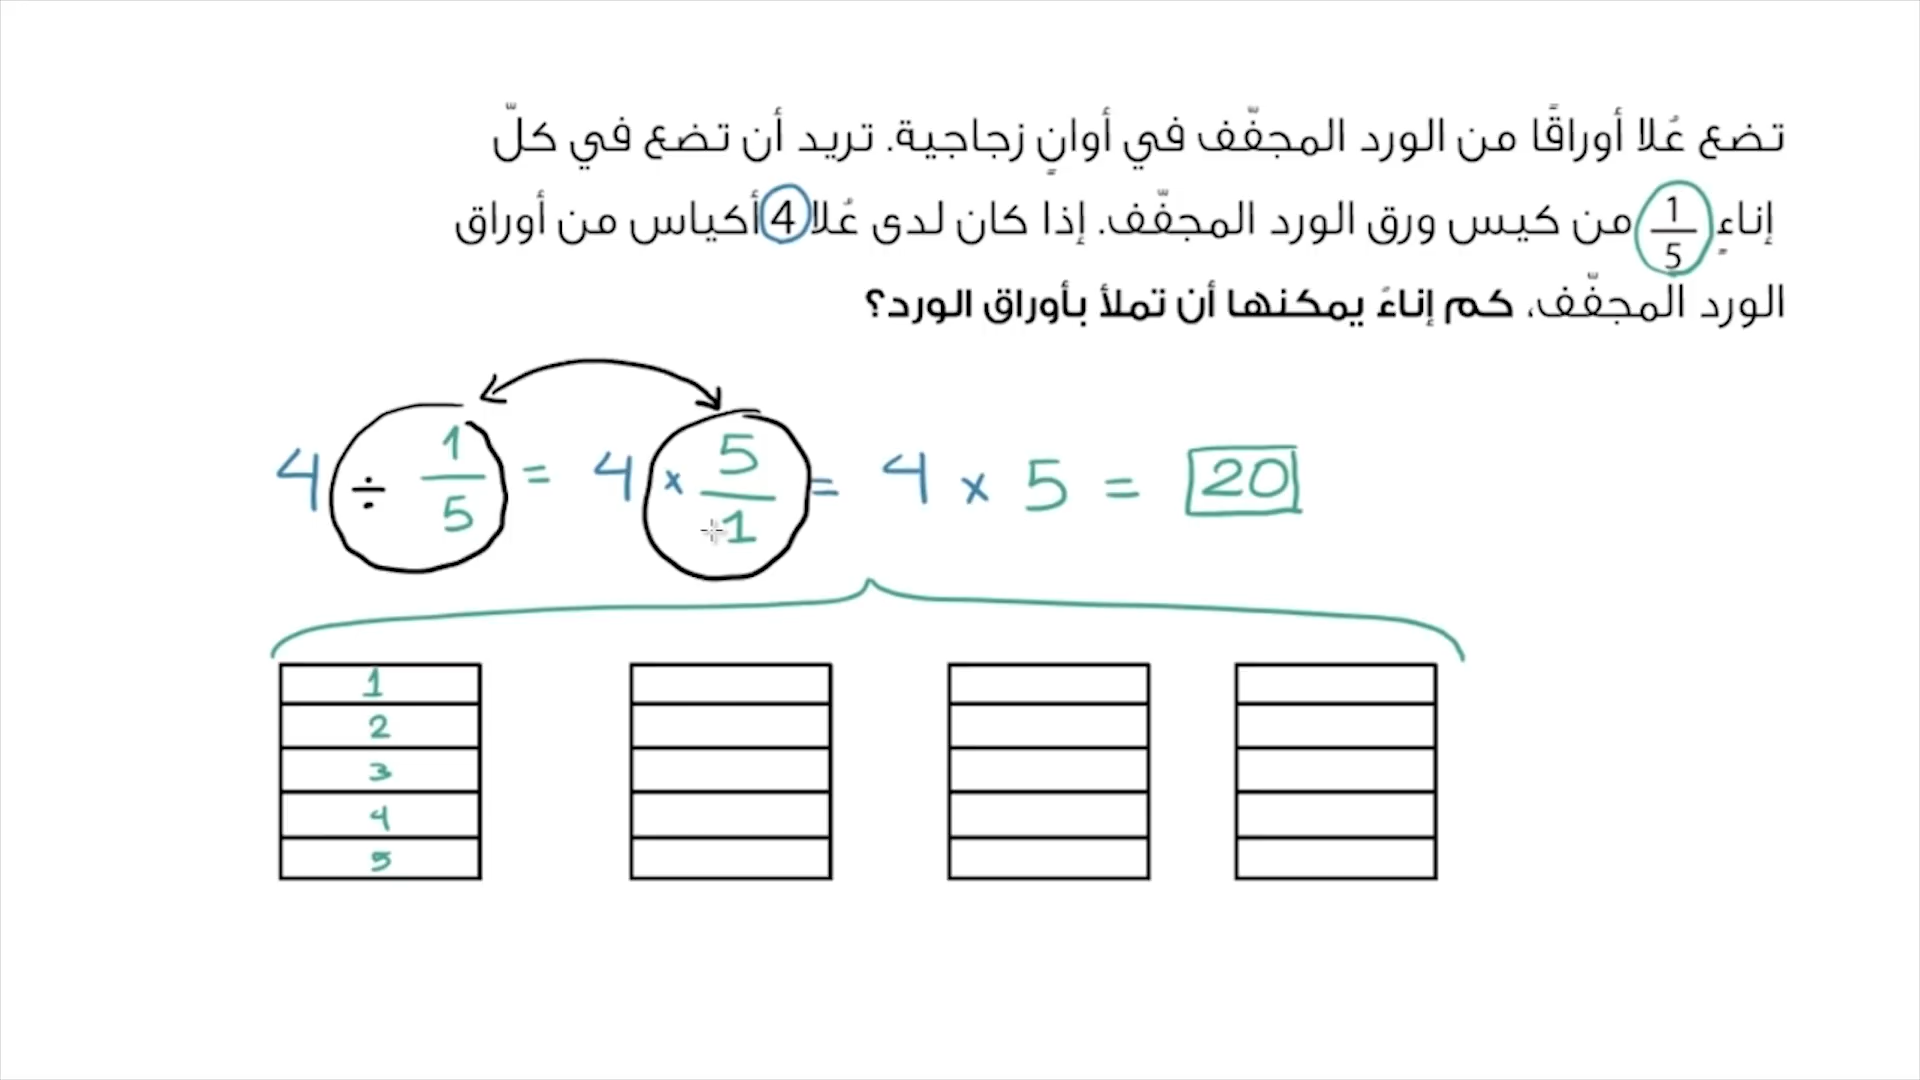 تضع عُلا أوراقًا من الورد المجفّف في أوانٍ زجاجية. تريد أن تضع في كلّ
إناءٍ 1/5 من كيس ورق الورد المجفّف. إذا كان لدى عُلا 4 أكياس من أوراق
الورد المجفّف، كم إناءً يمكنها أن تملأ بأوراق الورد؟
4 ÷ 1/5 = 4 × 5/1 = 4 × 5 = 20
1
2
3
4
5